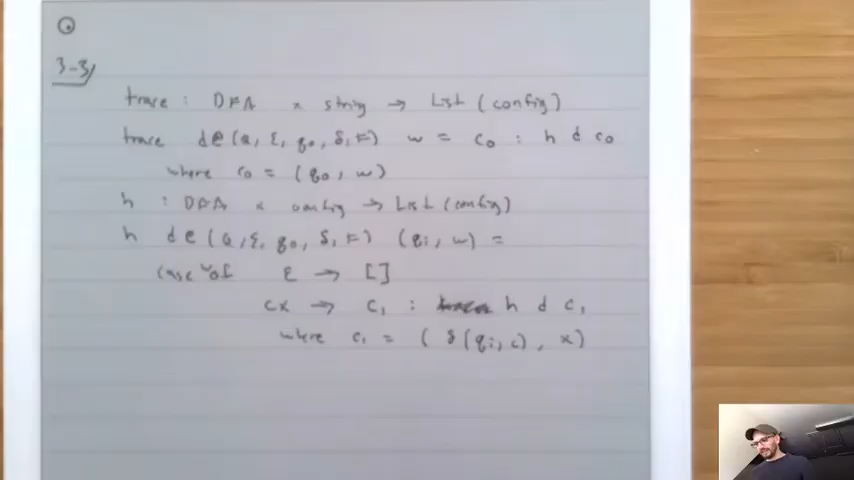 3-3/
trace : DFA × string → List (config)
trace d@(Q, Σ, q₀, δ, F) w = c₀ : h d c₀
where c₀ = (q₀, w)
h : DFA × config → List (config)
h d@(Q, Σ, q₀, δ, F) (qi, w) =
case w of ε → []
cx → c₁ : h d c₁
where c₁ = (δ(qi, c), x)